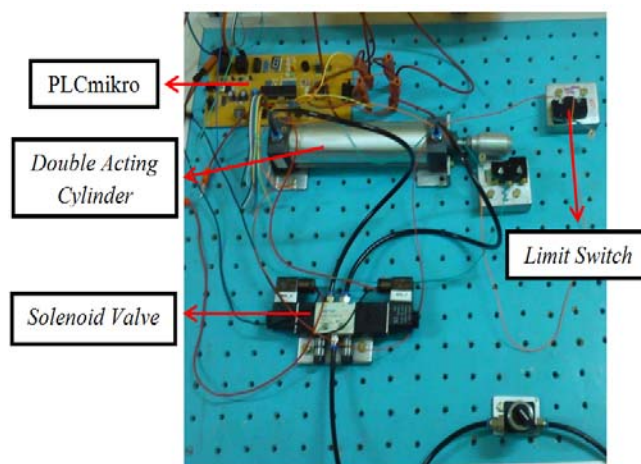 PLCmikro
Double Acting
Cylinder
Limit Switch
Solenoid Valve